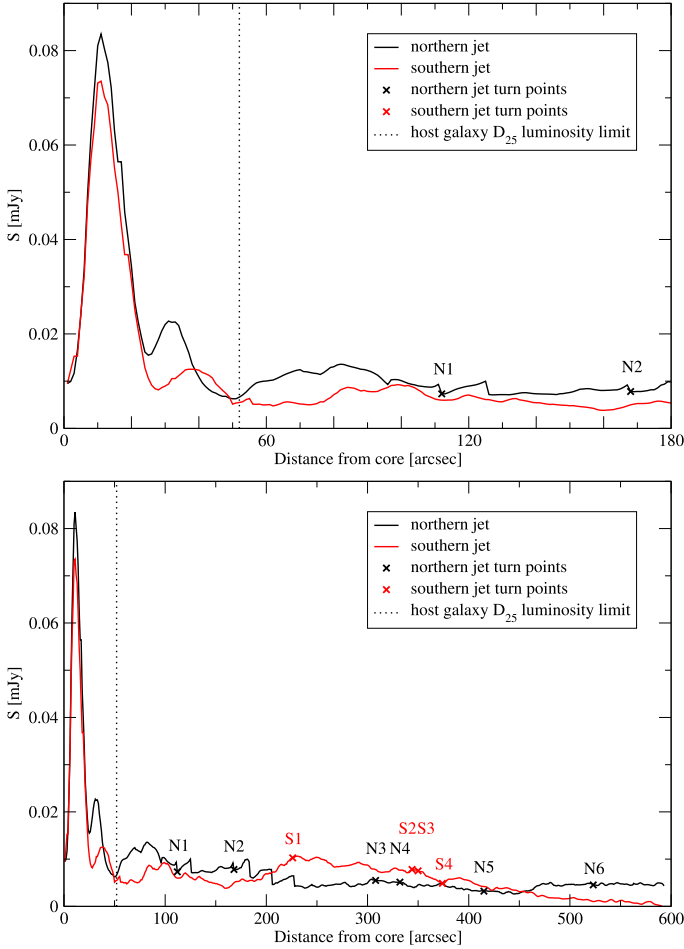 0.08
0.06
0.04
0.02
0
S [mJy]
northern jet
southern jet
northern jet turn points
southern jet turn points
host galaxy D25 luminosity limit
N1
N2
0 60 120 180
Distance from core [arcsec]
0.08
0.06
0.04
0.02
0
S [mJy]
northern jet
southern jet
northern jet turn points
southern jet turn points
host galaxy D25 luminosity limit
S2S3
N1 N2 S1 N3 N4
S4 N5 N6
0 100 200 300 400 500 600
Distance from core [arcsec]